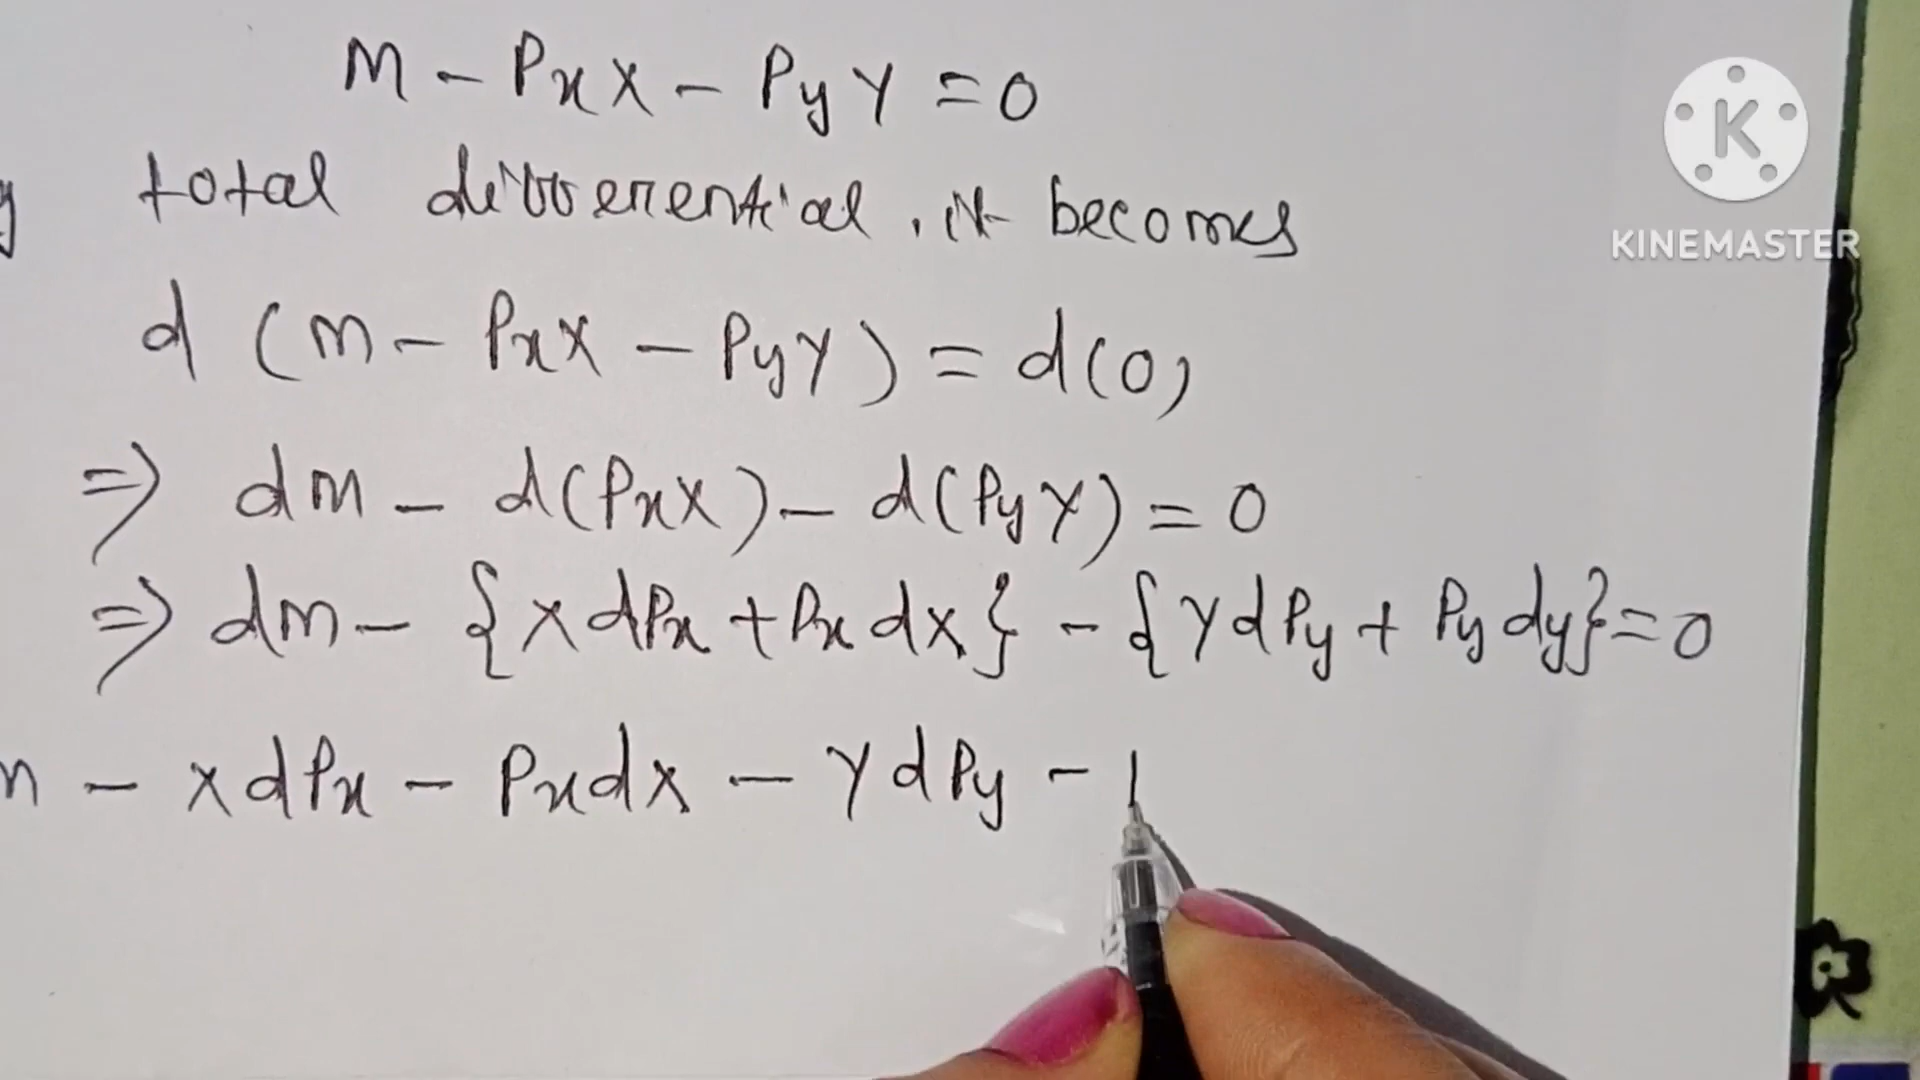 M - PxX - PyY = 0
total differential, it becomes
d (M - PxX - PyY) = d(0)
⇒ dM - d(PxX) - d(PyY) = 0
⇒ dM - {XdPx + PxdX} - {YdPy + Pydy} = 0
- XdPx - PxdX - YdPy -
K
KINEMASTER